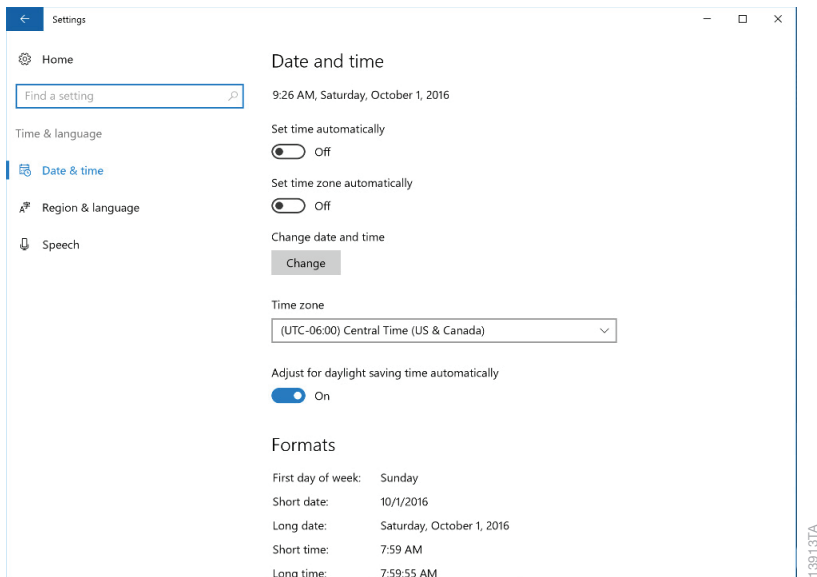 Settings
Home
Find a setting
Time & language
Date & time
Region & language
Speech
Date and time
9:26 AM, Saturday, October 1, 2016
Set time automatically
Off
Set time zone automatically
Off
Change date and time
Change
Time zone
(UTC-06:00) Central Time (US & Canada)
Adjust for daylight saving time automatically
On
Formats
First day of week: Sunday
Short date: 10/1/2016
Long date: Saturday, October 1, 2016
Short time: 7:59 AM
Long time: 7:59:55 AM
13913TA